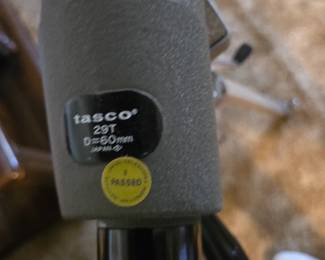 tasco®
29T
D=60mm
JAPAN
PASSED